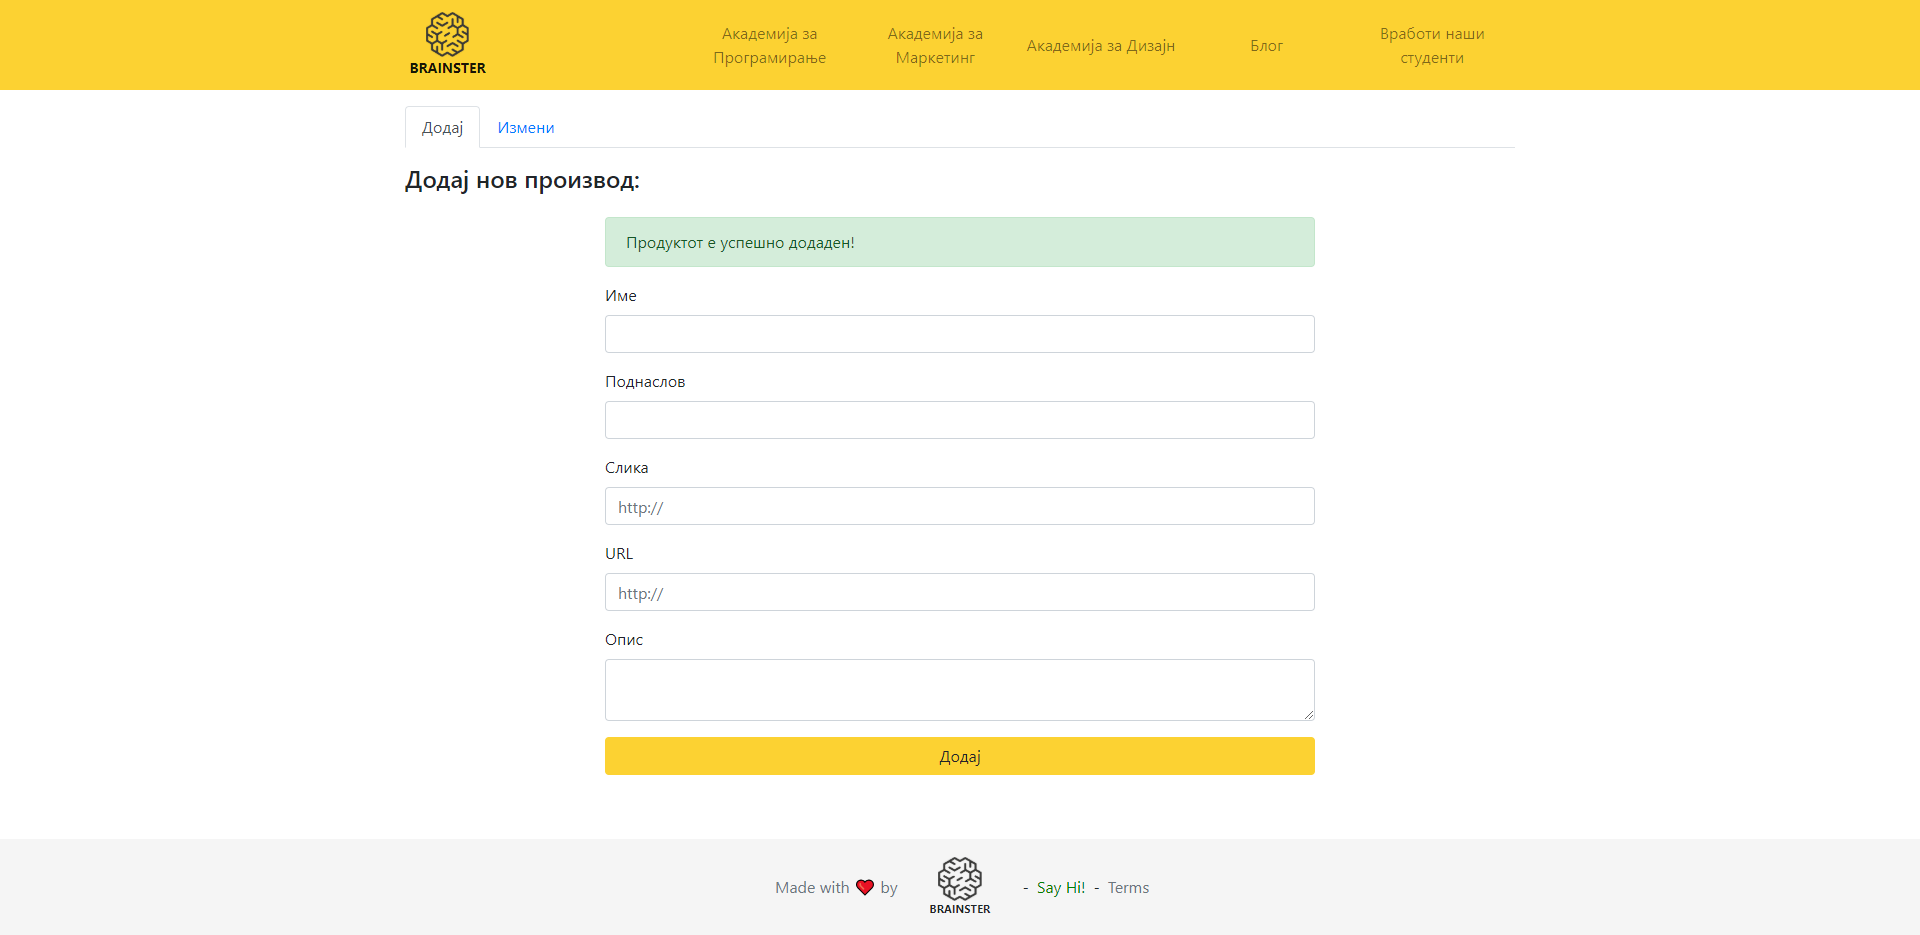 BRAINSTER
Академија за
Програмирање
Академија за
Маркетинг
Академија за Дизајн
Блог
Вработи наши
студенти
Додај
Измени
Додај нов производ:
Продуктот е успешно додаден!
Име
Поднаслов
Слика
http://
URL
http://
Опис
Додај
Made with ❤ by
BRAINSTER
- Say Hi! - Terms